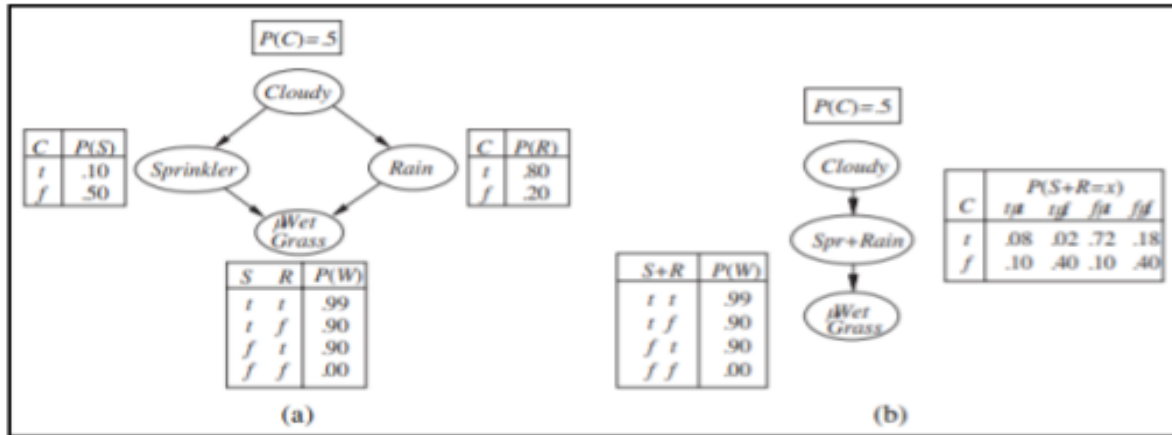 P(C)=.5
Cloudy
C P(S)
t .10
f .50
Sprinkler
Rain
C P(R)
t .80
f .20
Wet
Grass
S R P(W)
t t .99
t f .90
f t .90
f f .00
(a)
P(C)=.5
Cloudy
P(S+R=x)
C
t .08 .02 .72 .18
f .10 .40 .10 .40
Spr+Rain
S+R P(W)
t t .99
t f .90
f t .90
f f .00
Wet
Grass
(b)